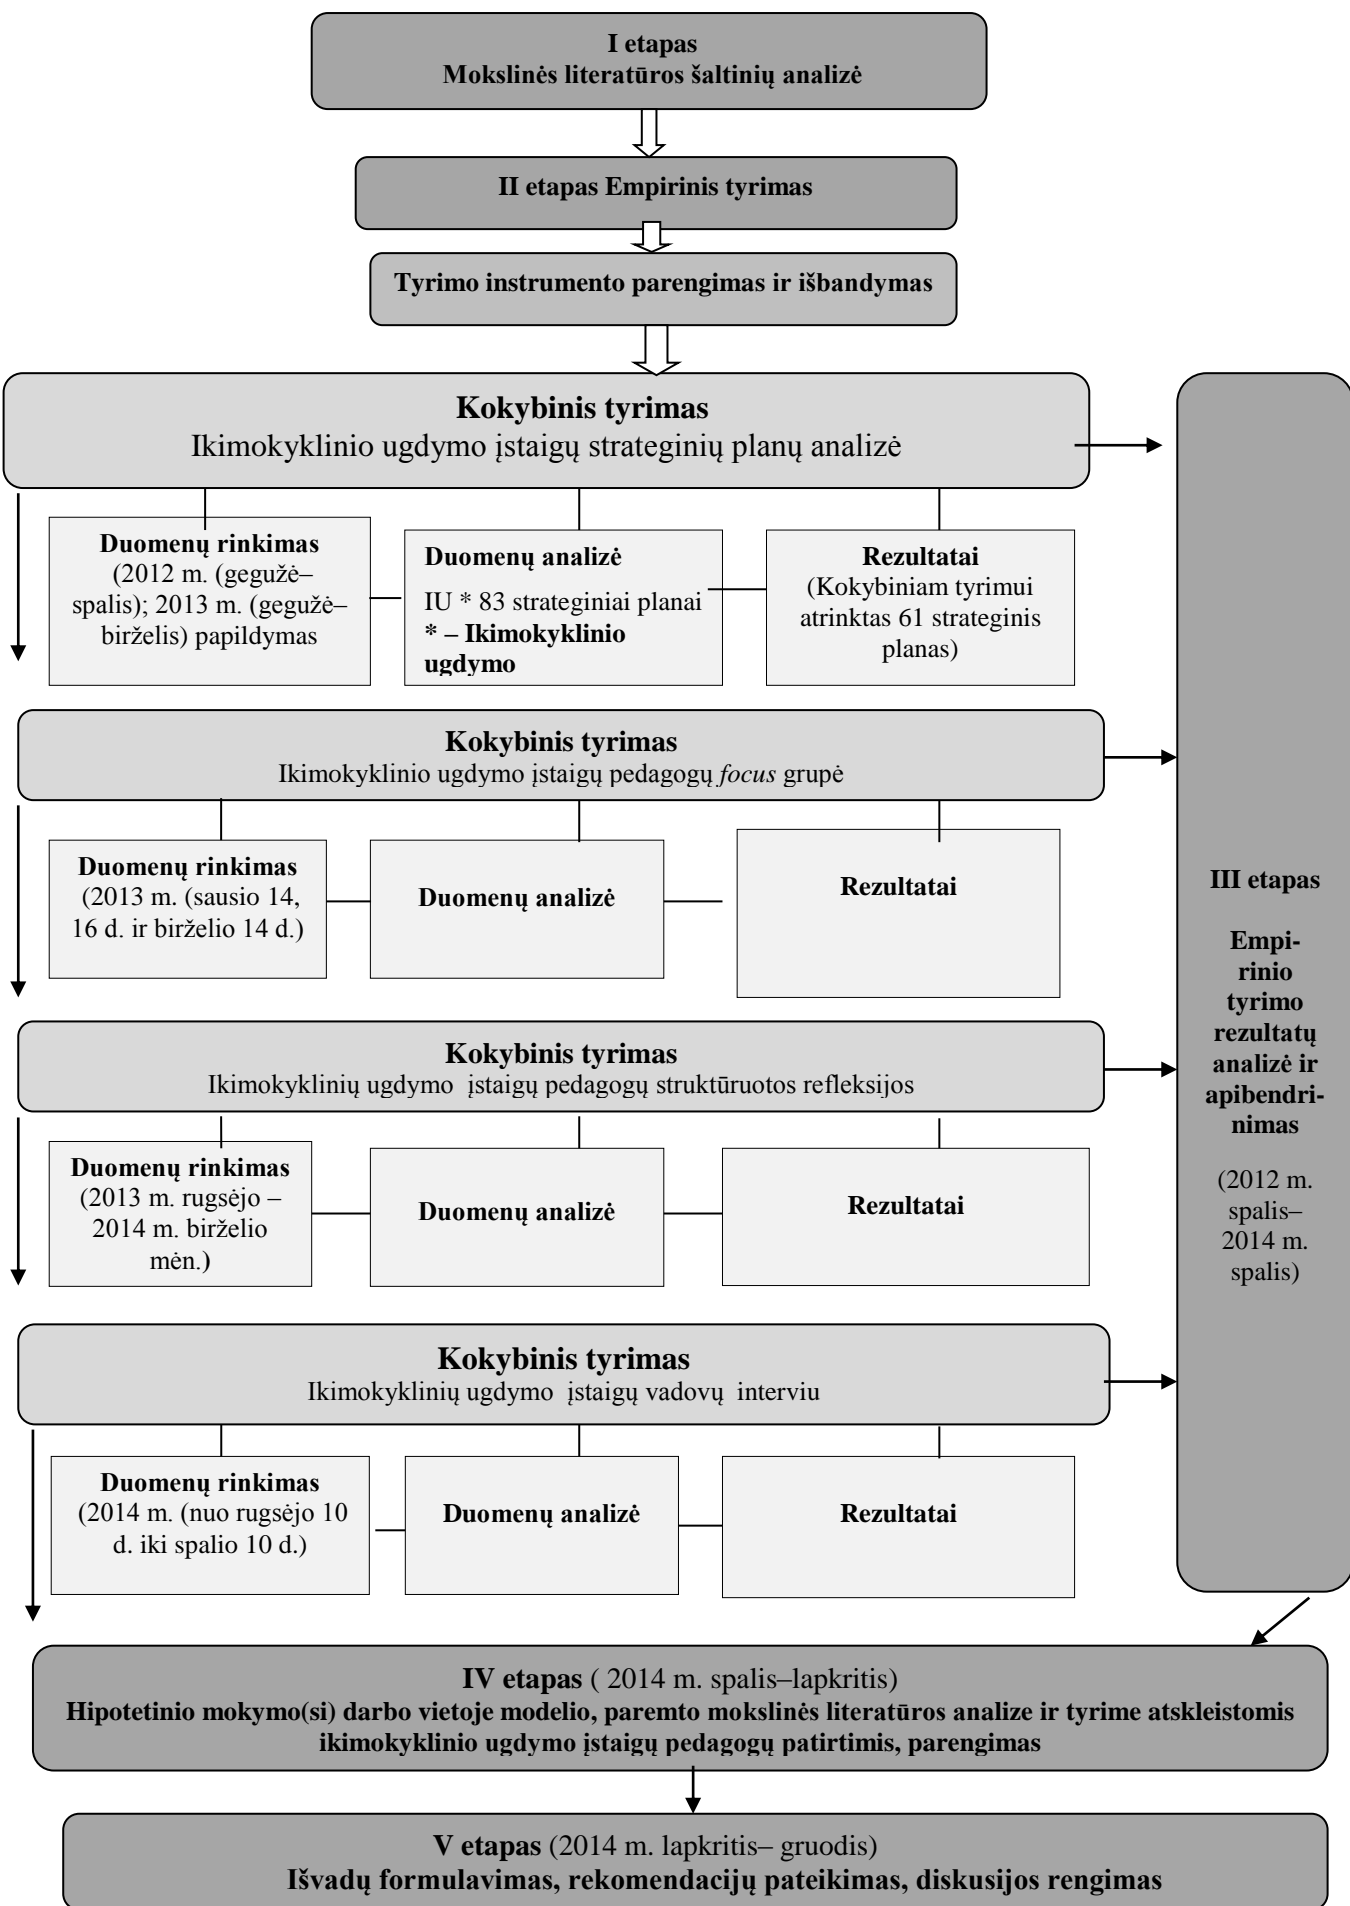 I etapas
Mokslinės literatūros šaltinių analizė
II etapas Empirinis tyrimas
Tyrimo instrumento parengimas ir išbandymas
Kokybinis tyrimas
Ikimokyklinio ugdymo įstaigų strateginių planų analizė
Duomenų rinkimas
(2012 m. (gegužė–
spalis); 2013 m. (gegužė–
birželis) papildymas
Duomenų analizė
IU * 83 strateginiai planai
* – Ikimokyklinio
ugdymo
Rezultatai
(Kokybiniam tyrimui
atrinktas 61 strateginis
planas)
Kokybinis tyrimas
Ikimokyklinio ugdymo įstaigų pedagogų focus grupė
Duomenų rinkimas
(2013 m. (sausio 14,
16 d. ir birželio 14 d.)
Duomenų analizė
Rezultatai
Kokybinis tyrimas
Ikimokyklinių ugdymo įstaigų pedagogų struktūruotos refleksijos
Duomenų rinkimas
(2013 m. rugsėjo –
2014 m. birželio
mėn.)
Duomenų analizė
Rezultatai
Kokybinis tyrimas
Ikimokyklinių ugdymo įstaigų vadovų interviu
Duomenų rinkimas
(2014 m. (nuo rugsėjo 10
d. iki spalio 10 d.)
Duomenų analizė
Rezultatai
III etapas
Empi-
rinio
tyrimo
rezultatų
analizė ir
apibendri-
nimas
(2012 m.
spalis–
2014 m.
spalis)
IV etapas ( 2014 m. spalis–lapkritis)
Hipotetinio mokymo(si) darbo vietoje modelio, paremto mokslinės literatūros analize ir tyrime atskleistomis
ikimokyklinio ugdymo įstaigų pedagogų patirtimis, parengimas
V etapas (2014 m. lapkritis– gruodis)
Išvadų formulavimas, rekomendacijų pateikimas, diskusijos rengimas